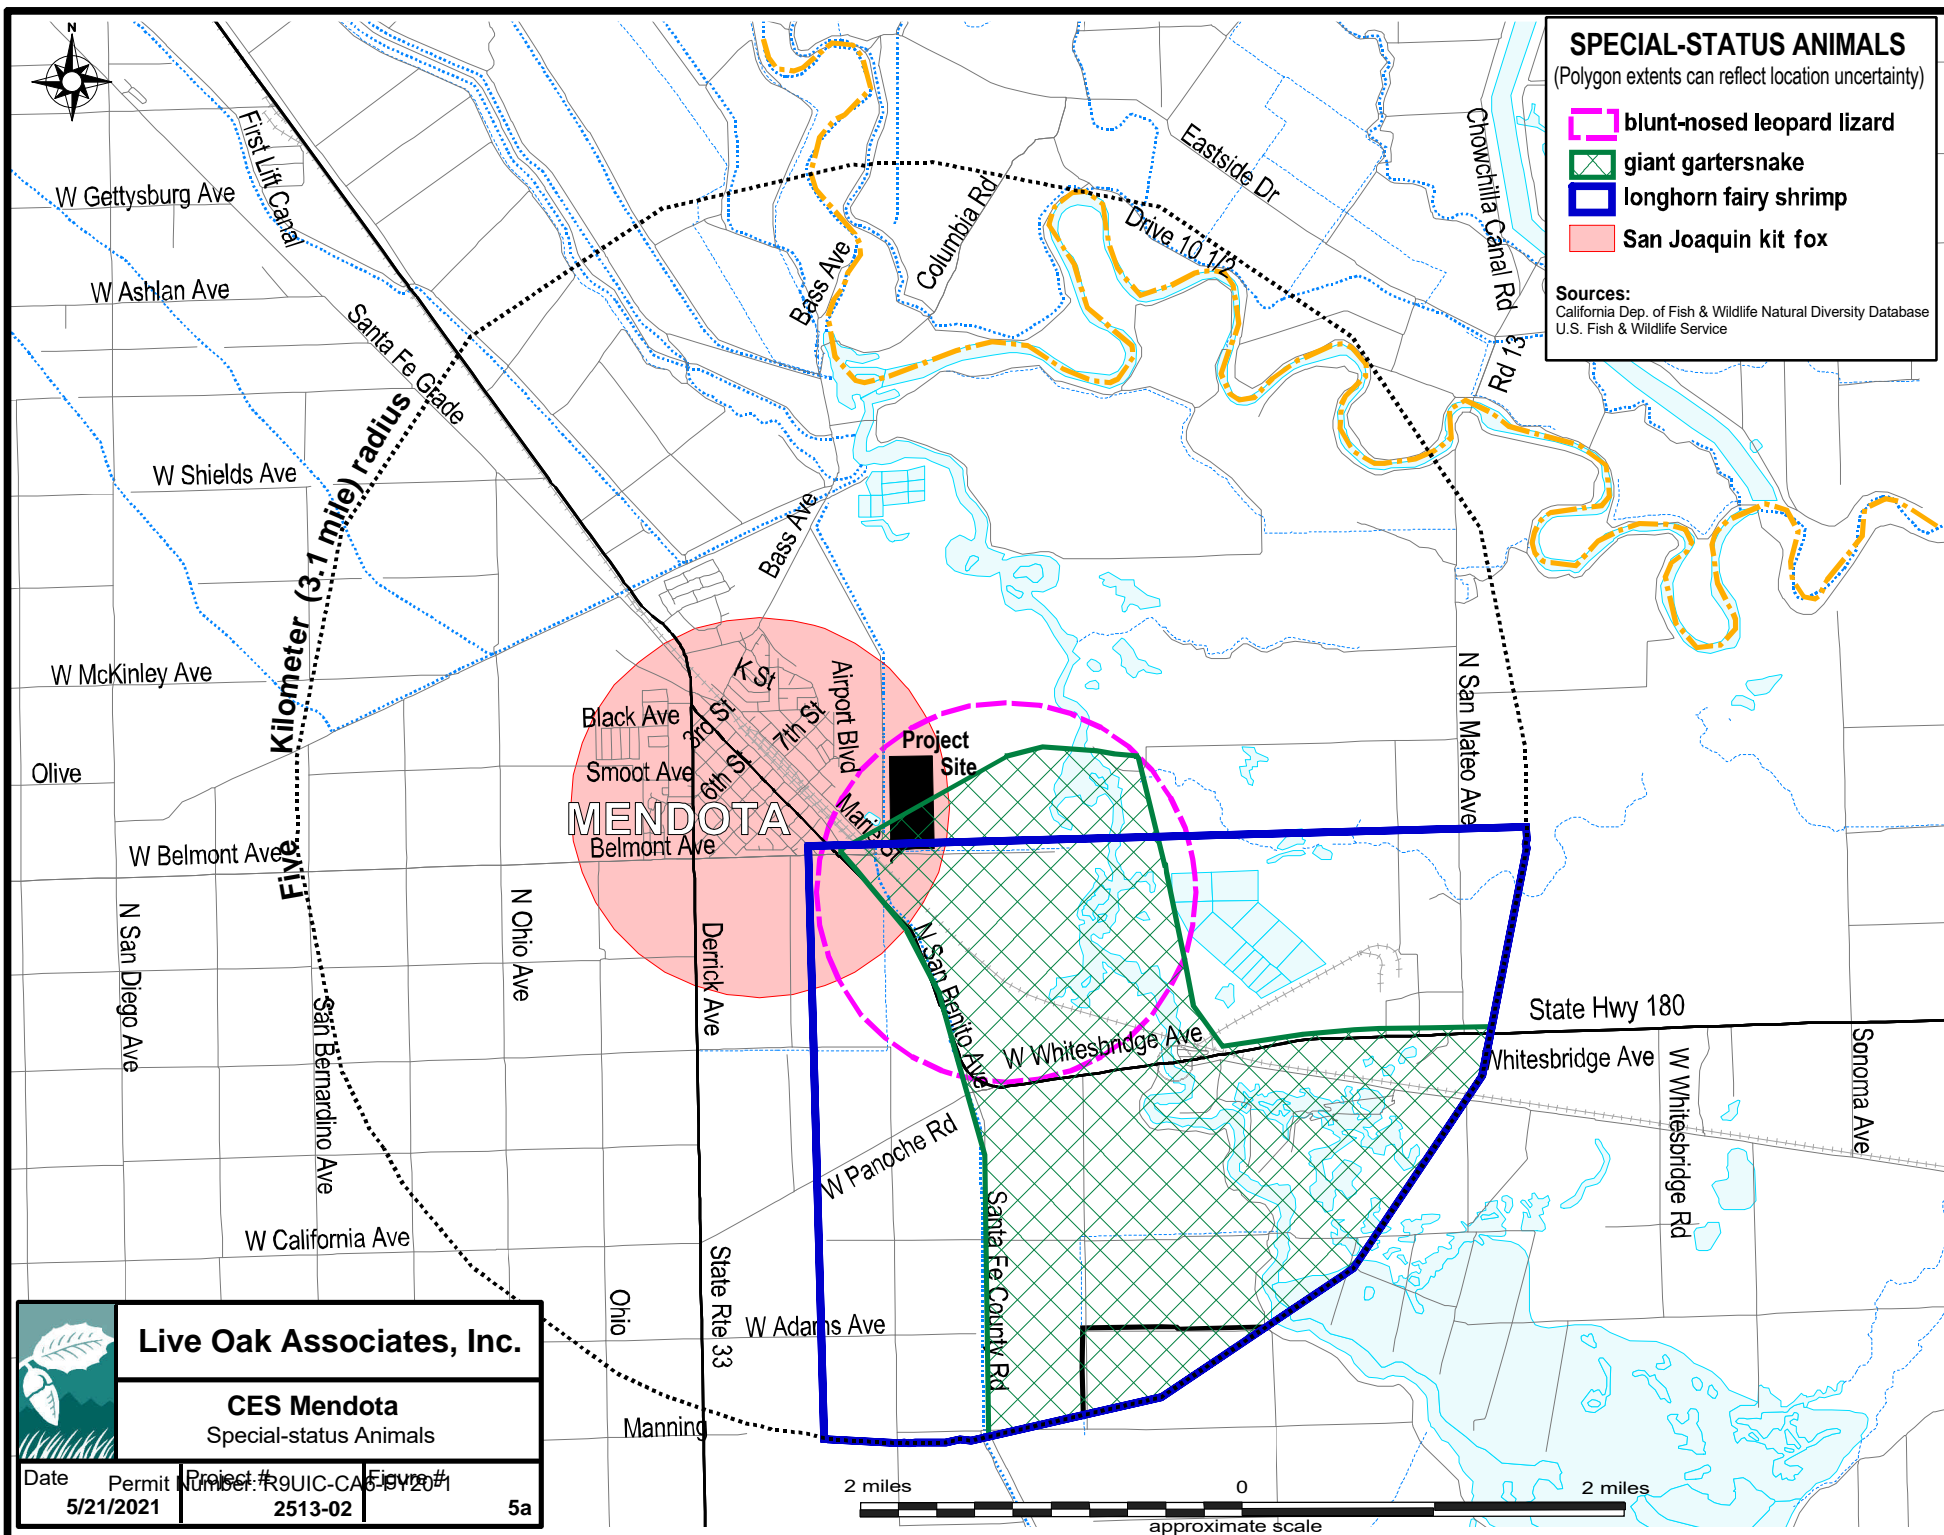 N
SPECIAL-STATUS ANIMALS
(Polygon extents can reflect location uncertainty)
blunt-nosed leopard lizard
giant gartersnake
longhorn fairy shrimp
San Joaquin kit fox
Sources:
California Dep. of Fish & Wildlife Natural Diversity Database
U.S. Fish & Wildlife Service
First Lift Canal
W Gettysburg Ave
W Ashlan Ave
Santa Fe Grade
W Shields Ave
Five Kilometer (3.1 mile) radius
W McKinley Ave
Olive
W Belmont Ave
N San Diego Ave
San Bernardino Ave
N Ohio Ave
W California Ave
Ohio
Manning
Bass Ave
Columbia Rd
Eastside Dr
Drive 10 1/2
Chowchilla Canal Rd
Rd 13
Bass Ave
K St
Airport Blvd
Black Ave
3rd St
7th St
Smoot Ave
6th St
MENDOTA
Belmont Ave
Marie St
Project
Site
N San Mateo Ave
Derrick Ave
N San Benito Ave
W Whitesbridge Ave
State Hwy 180
Whitesbridge Ave
W Whitesbridge Rd
Sonoma Ave
W Panoche Rd
Santa Fe County Rd
State Rte 33
W Adams Ave
Live Oak Associates, Inc.
CES Mendota
Special-status Animals
Date
5/21/2021
Project #
2513-02
Figure #
5a
Permit Number: R9UIC-CA6-FY20-1
2 miles
0
2 miles
approximate scale